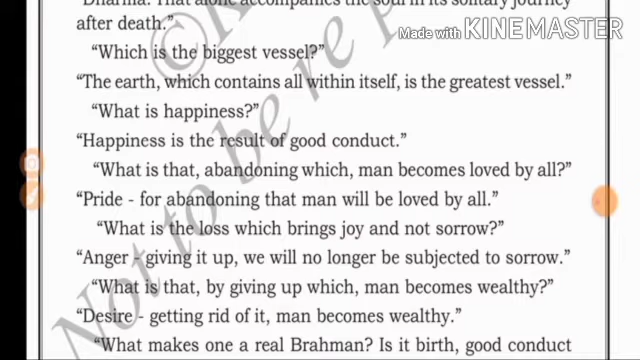 "Dharma. That alone accompanies the soul in its solitary journey
after death."
"Which is the biggest vessel?"
"The earth, which contains all within itself, is the greatest vessel."
"What is happiness?"
"Happiness is the result of good conduct."
"What is that, abandoning which, man becomes loved by all?"
"Pride - for abandoning that man will be loved by all."
"What is the loss which brings joy and not sorrow?"
"Anger - giving it up, we will no longer be subjected to sorrow."
"What is that, by giving up which, man becomes wealthy?"
"Desire - getting rid of it, man becomes wealthy."
"What makes one a real Brahman? Is it birth, good conduct
Made with KINEMASTER
©K
Not to be re p